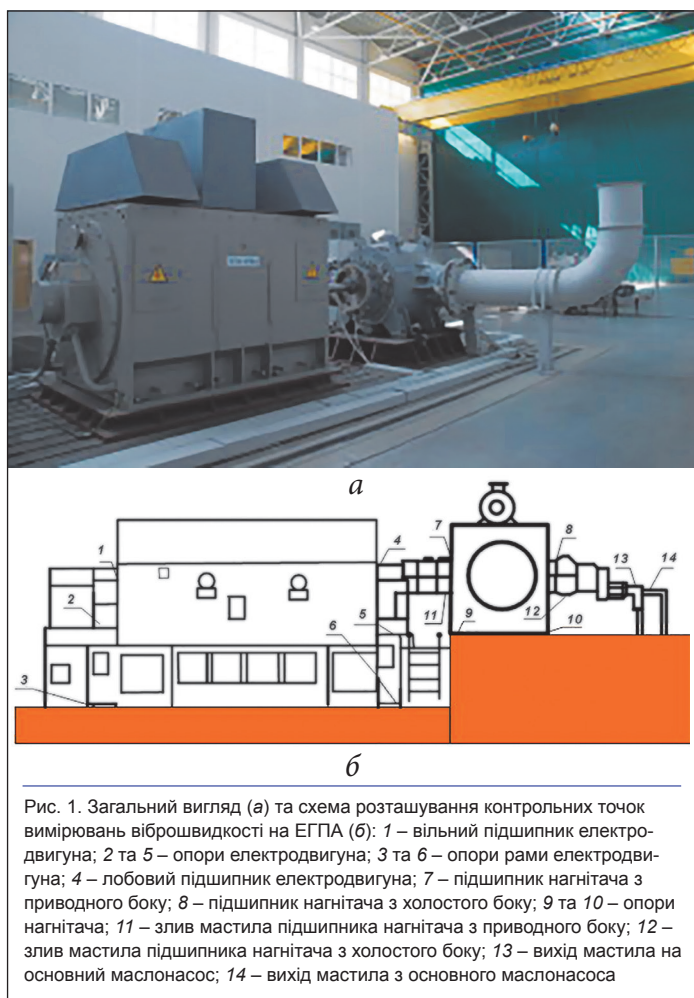 а
1
2
3
4
5
6
7
8
9
10
11
12
13
14
б
Рис. 1. Загальний вигляд (а) та схема розташування контрольних точок
вимірювань віброшвидкості на ЕГПА (б): 1 – вільний підшипник електро-
двигуна; 2 та 5 – опори електродвигуна; 3 та 6 – опори рами електродви-
гуна; 4 – лобовий підшипник електродвигуна; 7 – підшипник нагнітача з
приводного боку; 8 – підшипник нагнітача з холостого боку; 9 та 10 – опори
нагнітача; 11 – злив мастила підшипника нагнітача з приводного боку; 12 –
злив мастила підшипника нагнітача з холостого боку; 13 – вихід мастила на
основний маслонасос; 14 – вихід мастила з основного маслонасоса